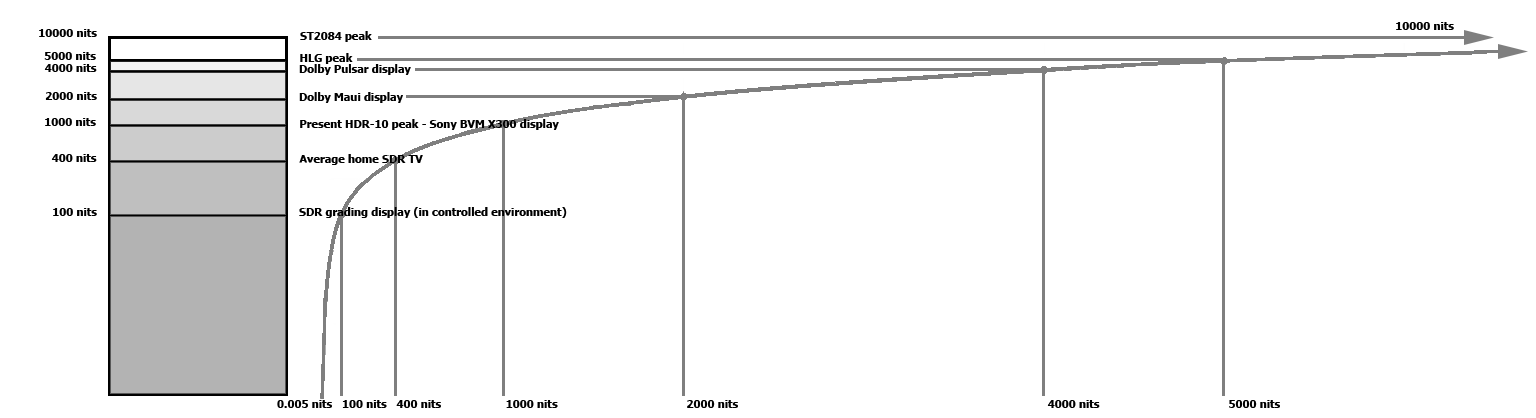 10000 nits
ST2084 peak
10000 nits
5000 nits
HLG peak
4000 nits
Dolby Pulsar display
2000 nits
Dolby Maui display
1000 nits
Present HDR-10 peak - Sony BVM X300 display
400 nits
Average home SDR TV
100 nits
SDR grading display (in controlled environment)
0.005 nits
100 nits
400 nits
1000 nits
2000 nits
4000 nits
5000 nits